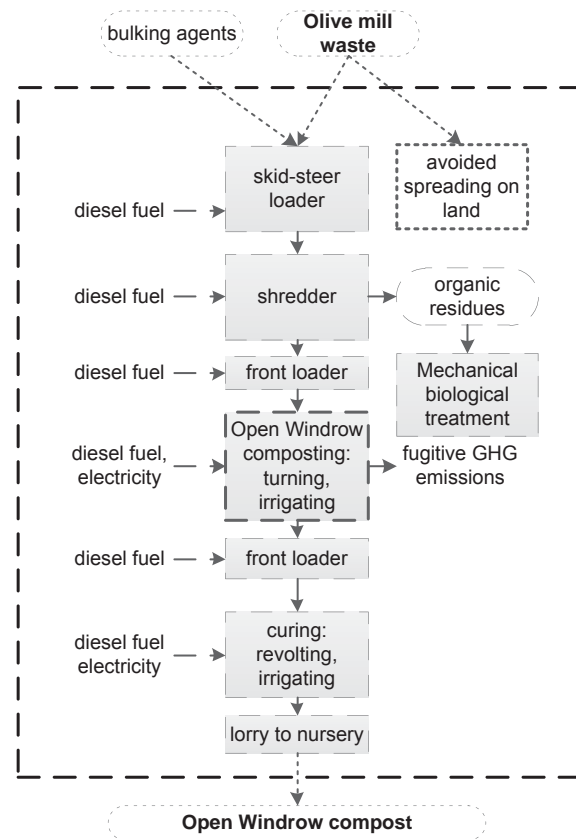 bulking agents
Olive mill
waste
skid-steer
loader
avoided
spreading on
land
diesel fuel
diesel fuel
shredder
organic
residues
diesel fuel
front loader
Mechanical
biological
treatment
diesel fuel,
electricity
Open Windrow
composting:
turning,
irrigating
fugitive GHG
emissions
diesel fuel
front loader
diesel fuel
electricity
curing:
revolting,
irrigating
lorry to nursery
Open Windrow compost